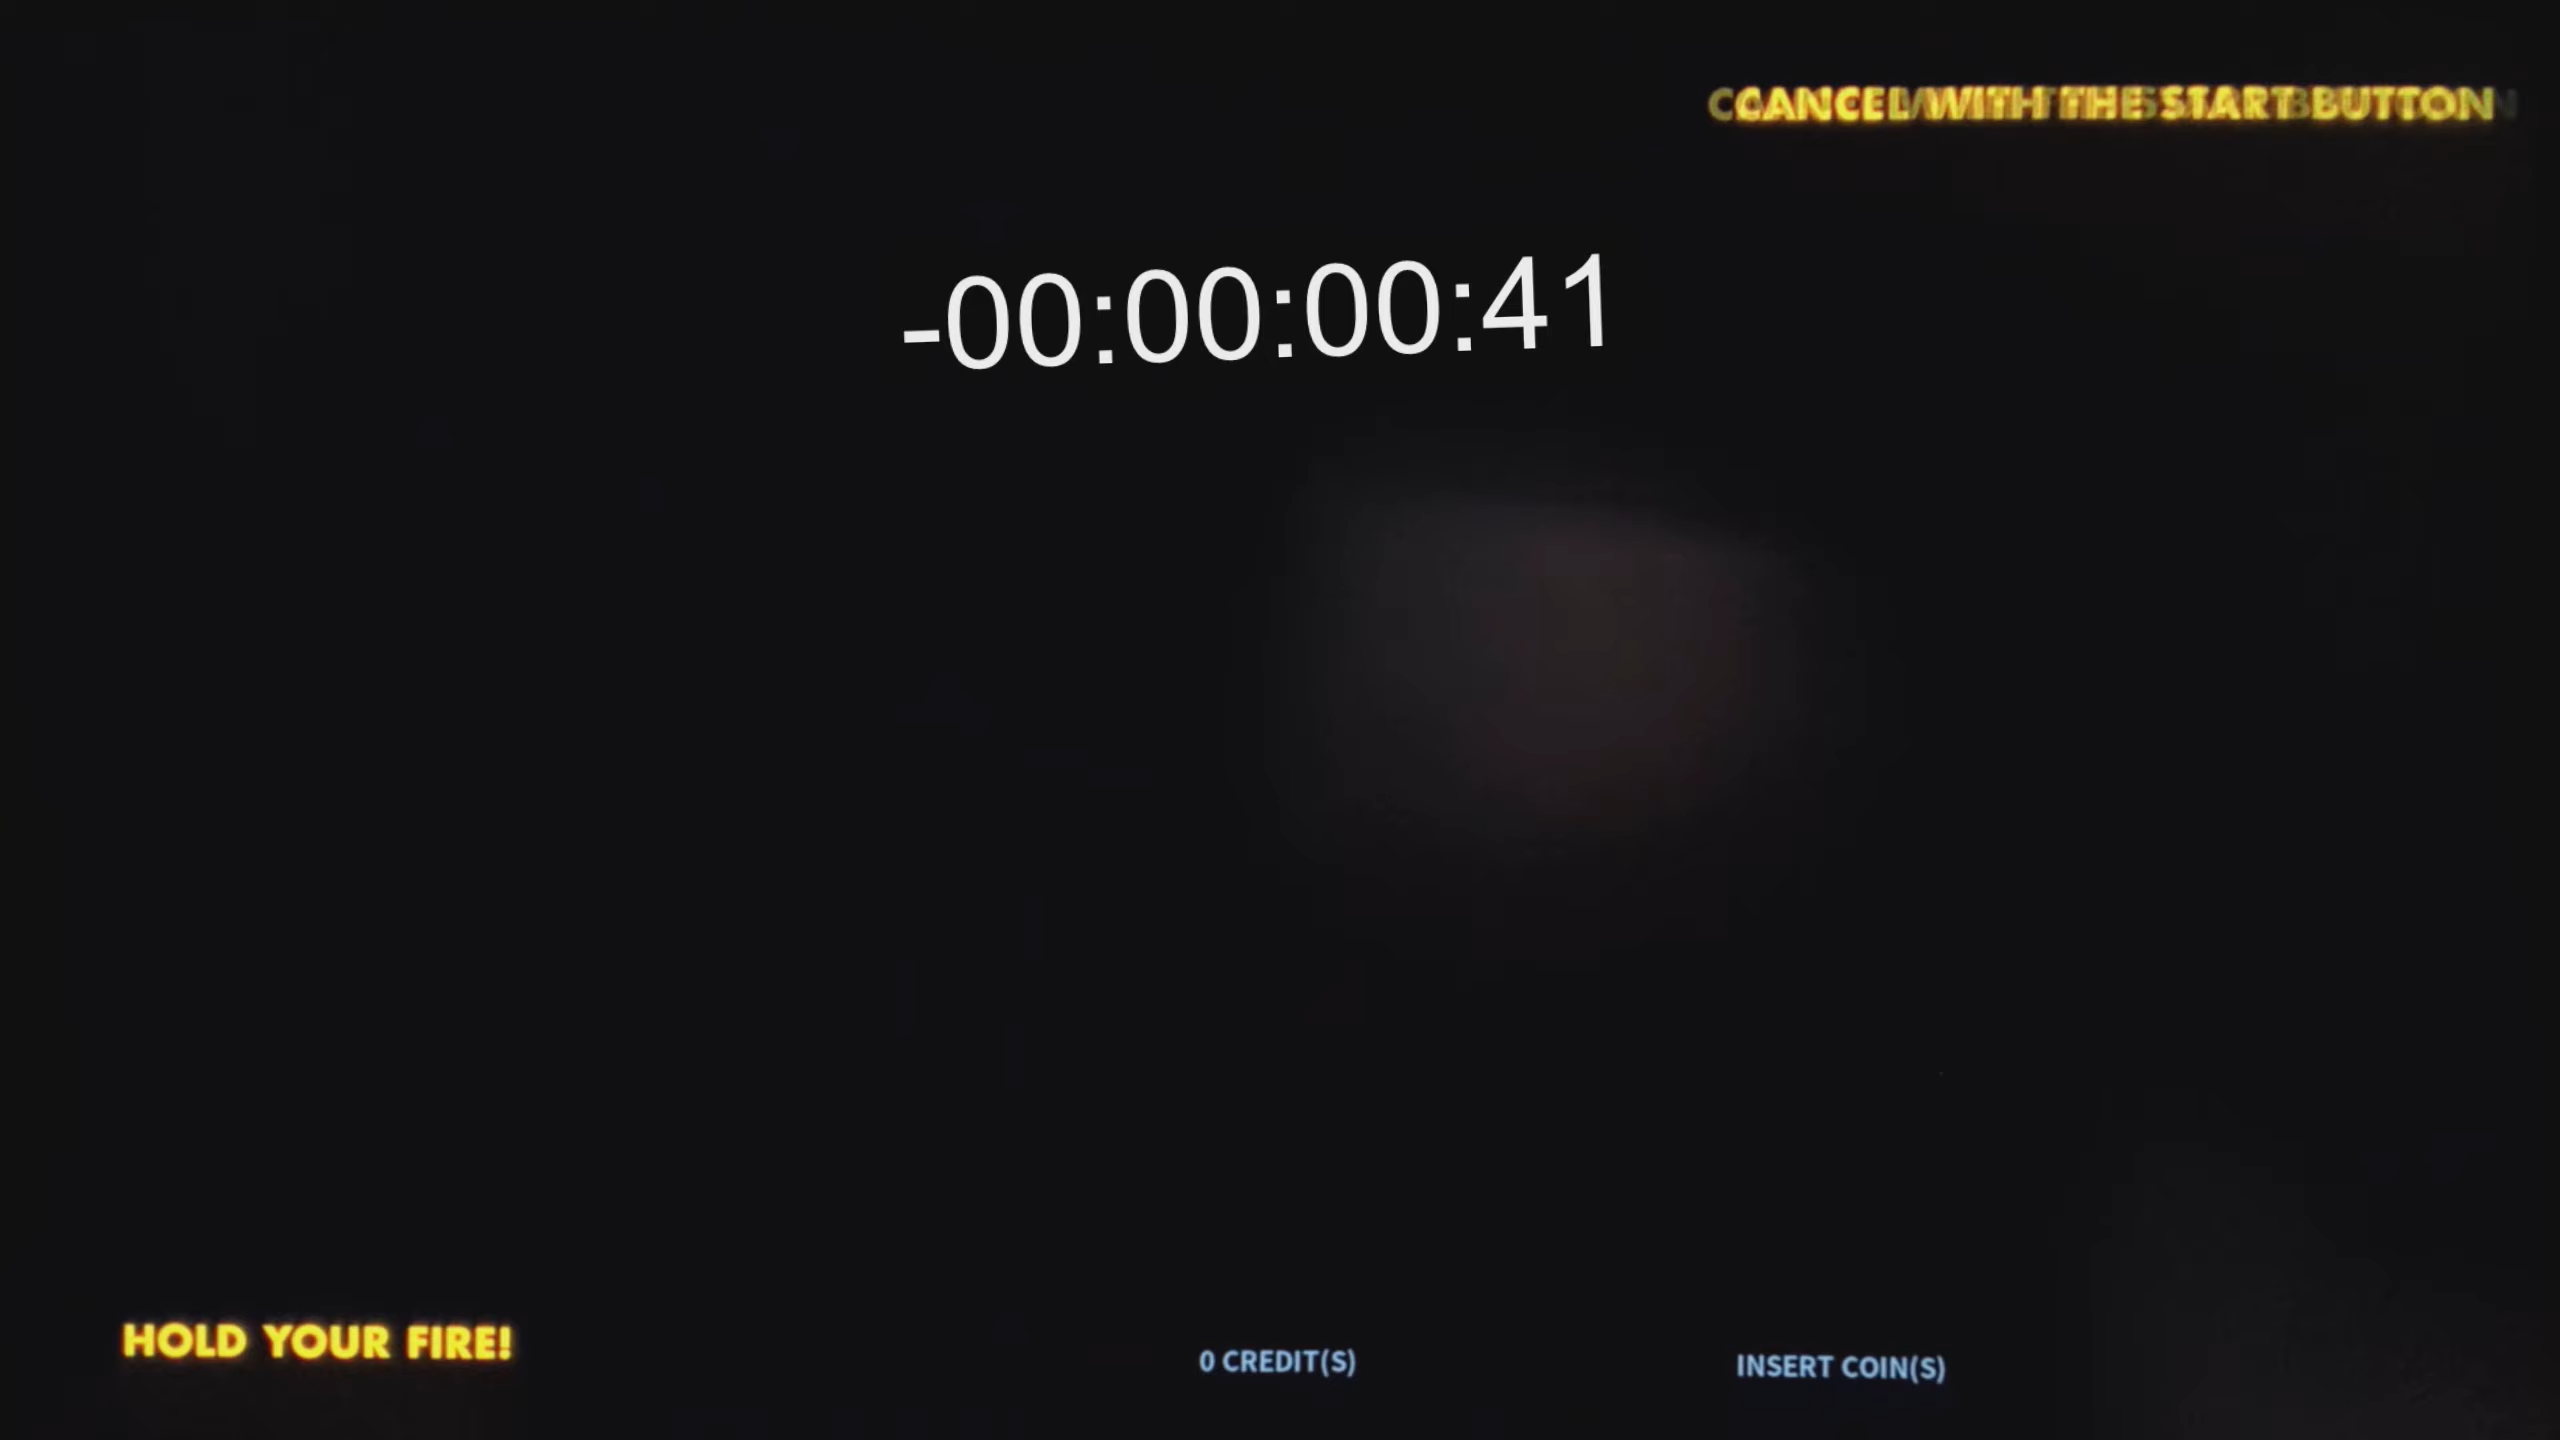 CANCEL WITH THE START BUTTON
-00:00:00:41
HOLD YOUR FIRE!
0 CREDIT(S)
INSERT COIN(S)